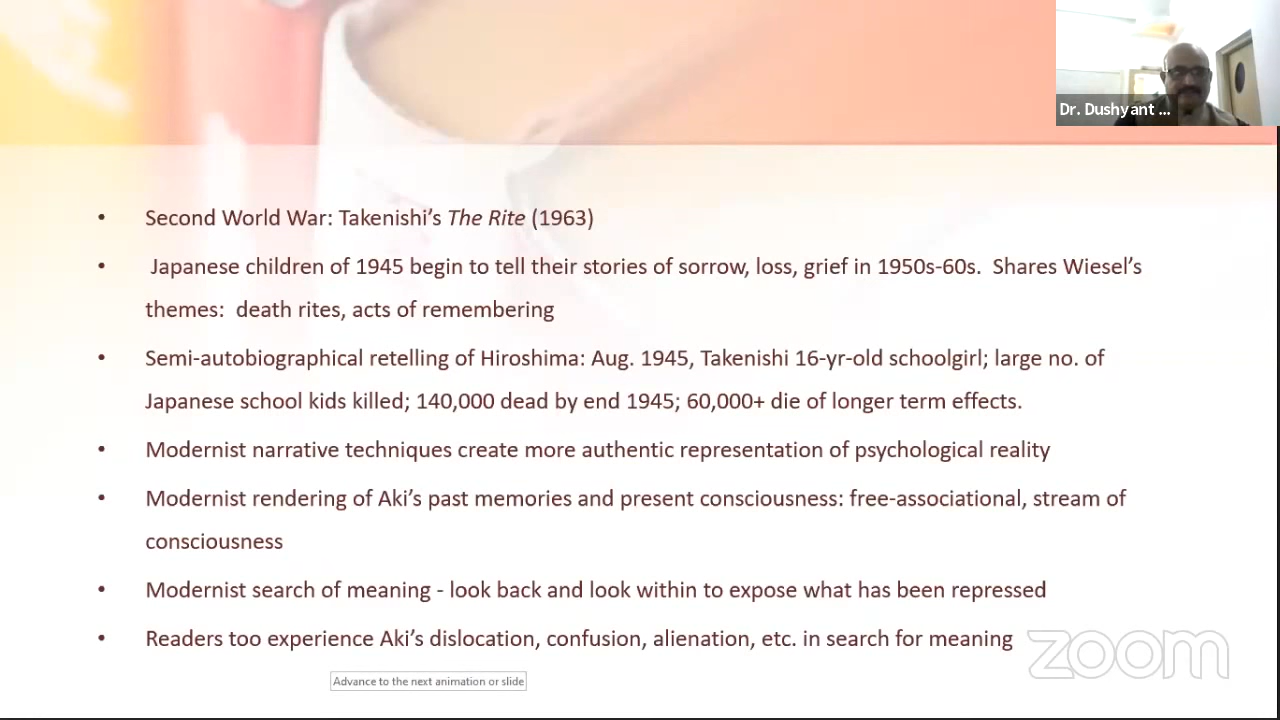 Dr. Dushyant ...
• Second World War: Takenishi's The Rite (1963)
• Japanese children of 1945 begin to tell their stories of sorrow, loss, grief in 1950s-60s. Shares Wiesel's
themes: death rites, acts of remembering
• Semi-autobiographical retelling of Hiroshima: Aug. 1945, Takenishi 16-yr-old schoolgirl; large no. of
Japanese school kids killed; 140,000 dead by end 1945; 60,000+ die of longer term effects.
• Modernist narrative techniques create more authentic representation of psychological reality
• Modernist rendering of Aki's past memories and present consciousness: free-associational, stream of
consciousness
• Modernist search of meaning - look back and look within to expose what has been repressed
• Readers too experience Aki's dislocation, confusion, alienation, etc. in search for meaning
zoom
Advance to the next animation or slide